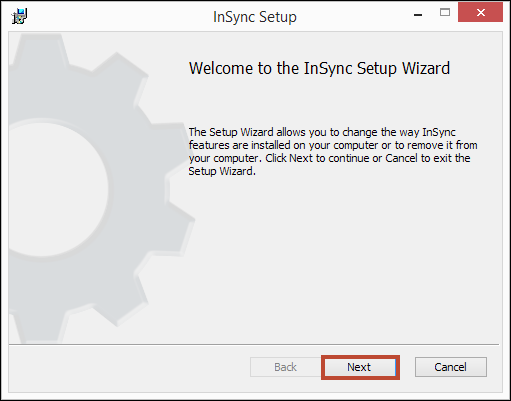 InSync Setup
Welcome to the InSync Setup Wizard
The Setup Wizard allows you to change the way InSync
features are installed on your computer or to remove it from
your computer. Click Next to continue or Cancel to exit the
Setup Wizard.
Back Next Cancel